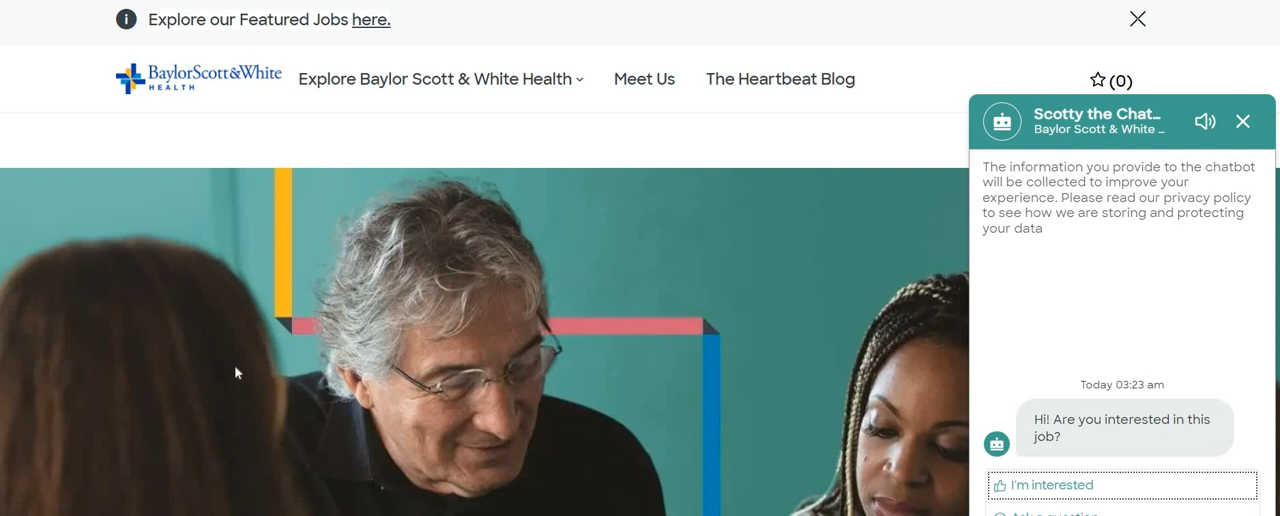 Explore our Featured Jobs here.
BaylorScott&White
HEALTH
Explore Baylor Scott & White Health
Meet Us
The Heartbeat Blog
(0)
Scotty the Chat...
Baylor Scott & White ...
The information you provide to the chatbot
will be collected to improve your
experience. Please read our privacy policy
to see how we are storing and protecting
your data
Today 03:23 am
Hi! Are you interested in this
job?
I'm interested
Ask a question